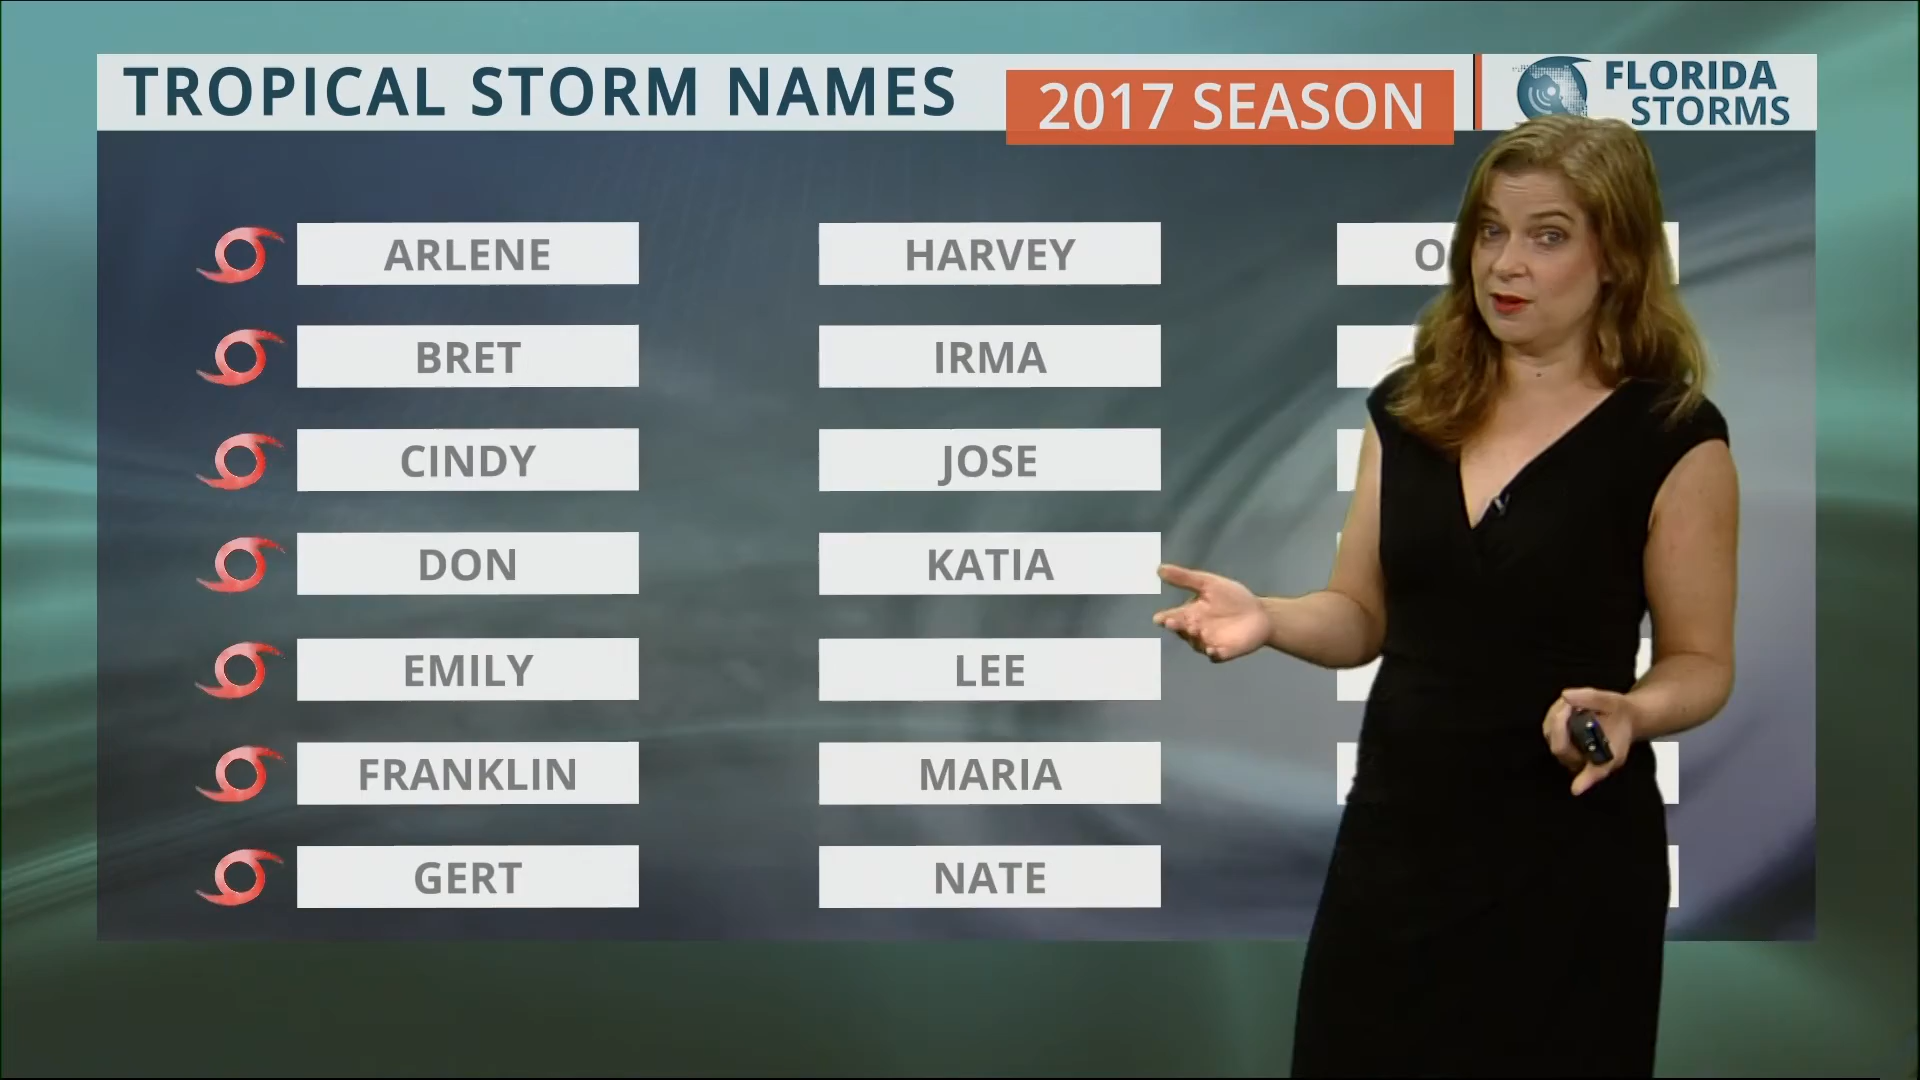 TROPICAL STORM NAMES
2017 SEASON
FLORIDA
STORMS
ARLENE
HARVEY
BRET
IRMA
CINDY
JOSE
DON
KATIA
EMILY
LEE
FRANKLIN
MARIA
GERT
NATE